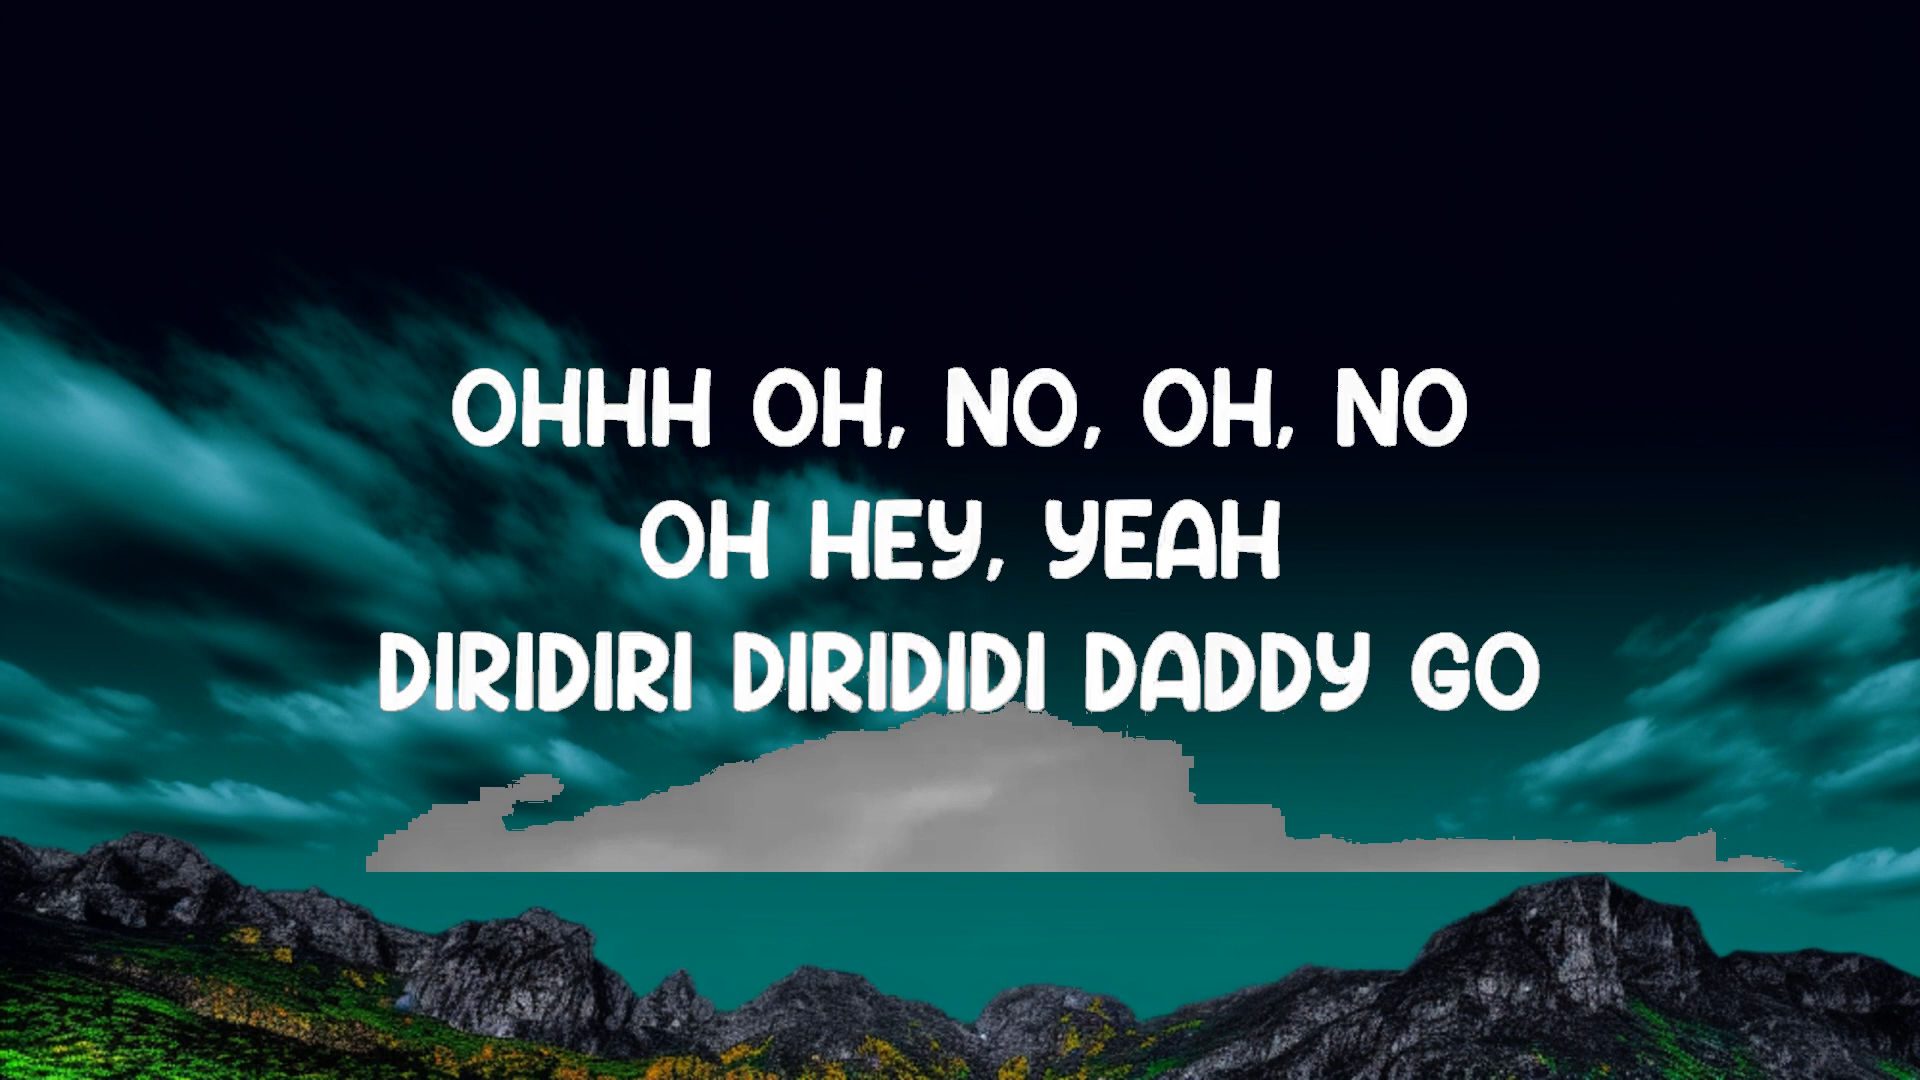 OHHH OH, NO, OH, NO
OH HEY, YEAH
DIRIDIRI DIRIDIDI DADDY GO